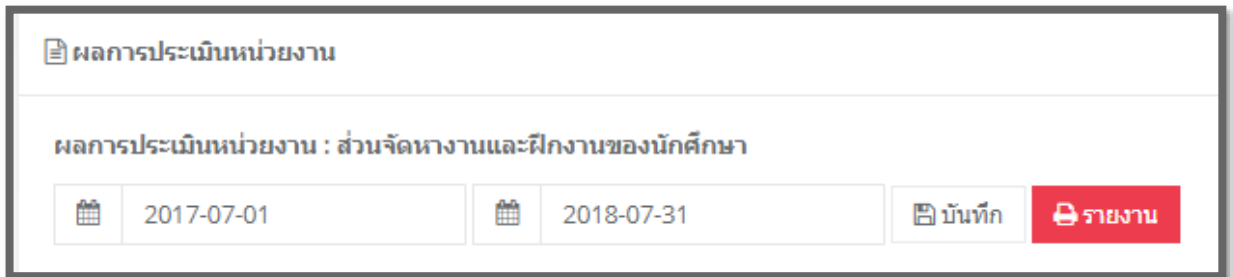 ผลการประเมินหน่วยงาน
ผลการประเมินหน่วยงาน : ส่วนจัดหางานและฝึกงานของนักศึกษา
2017-07-01 2018-07-31 บันทึก รายงาน